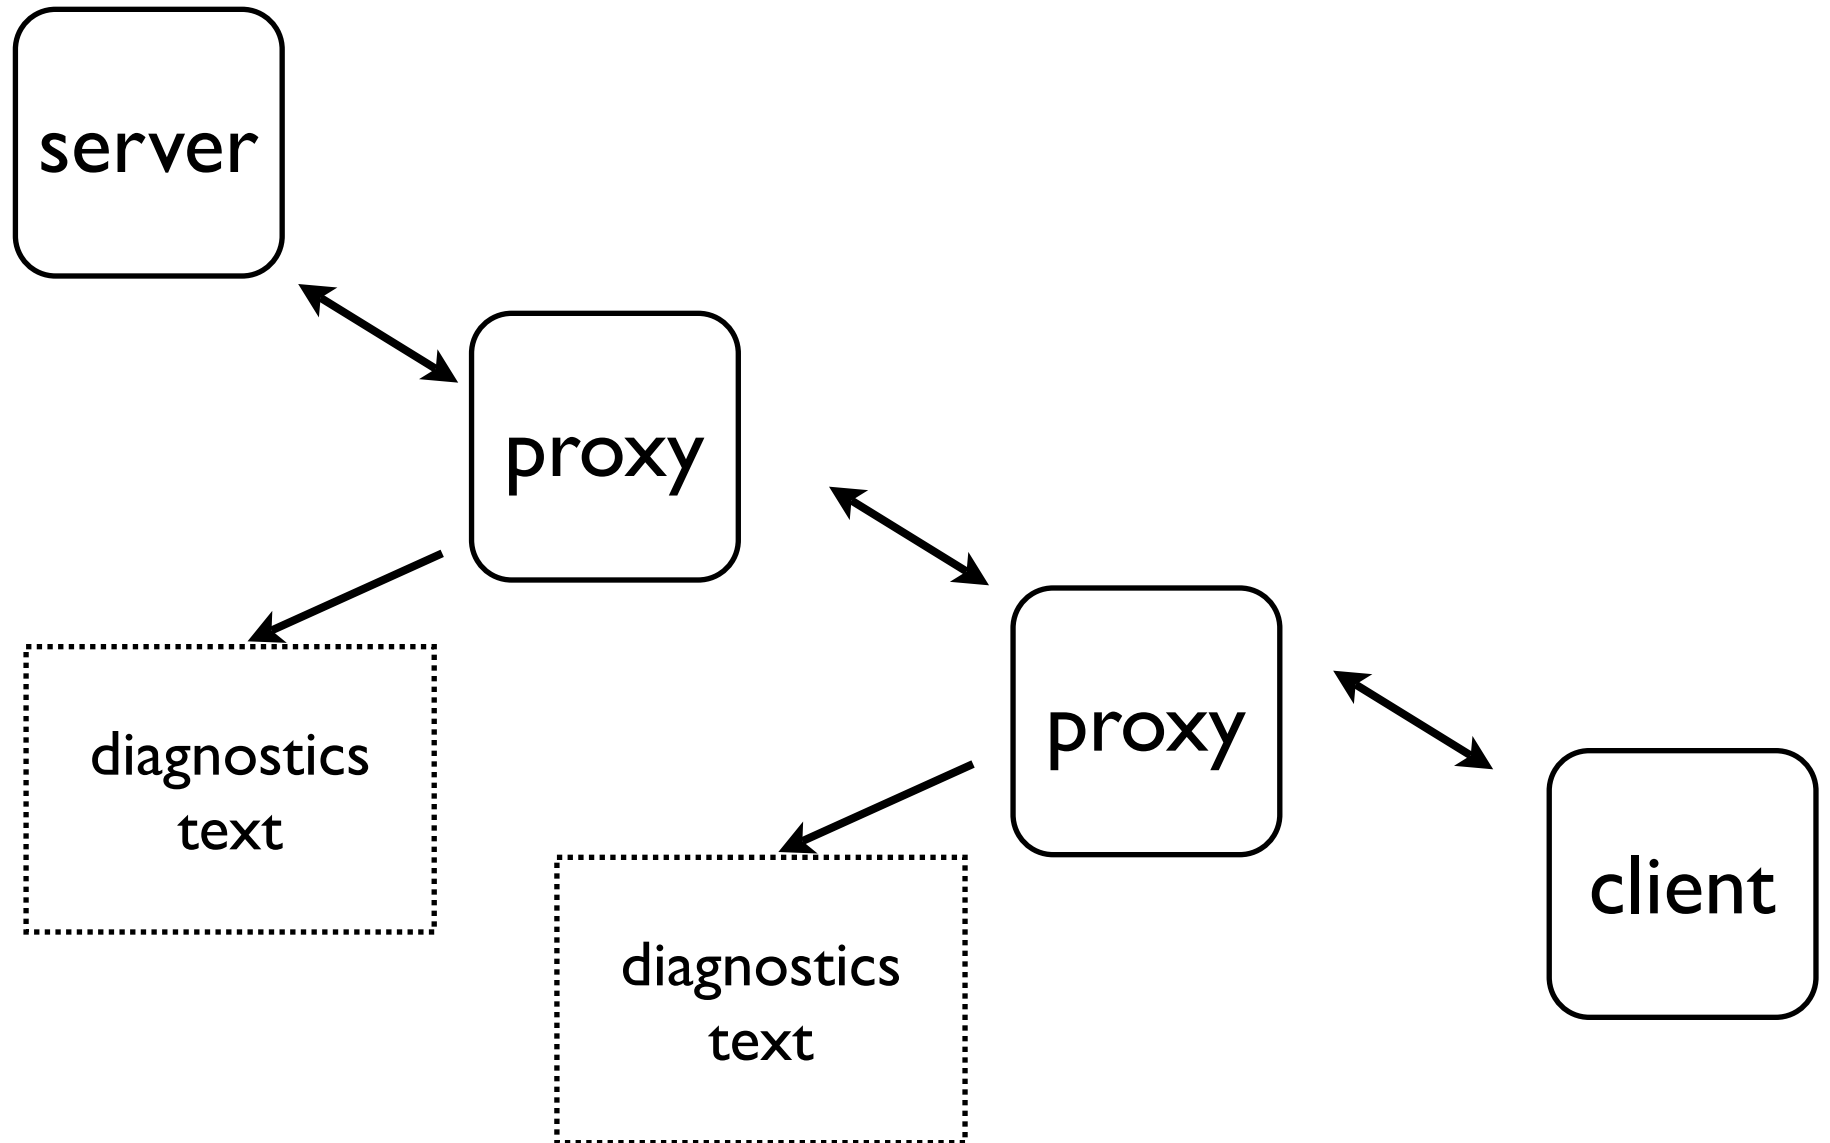 server
proxy
proxy
diagnostics
text
client
diagnostics
text